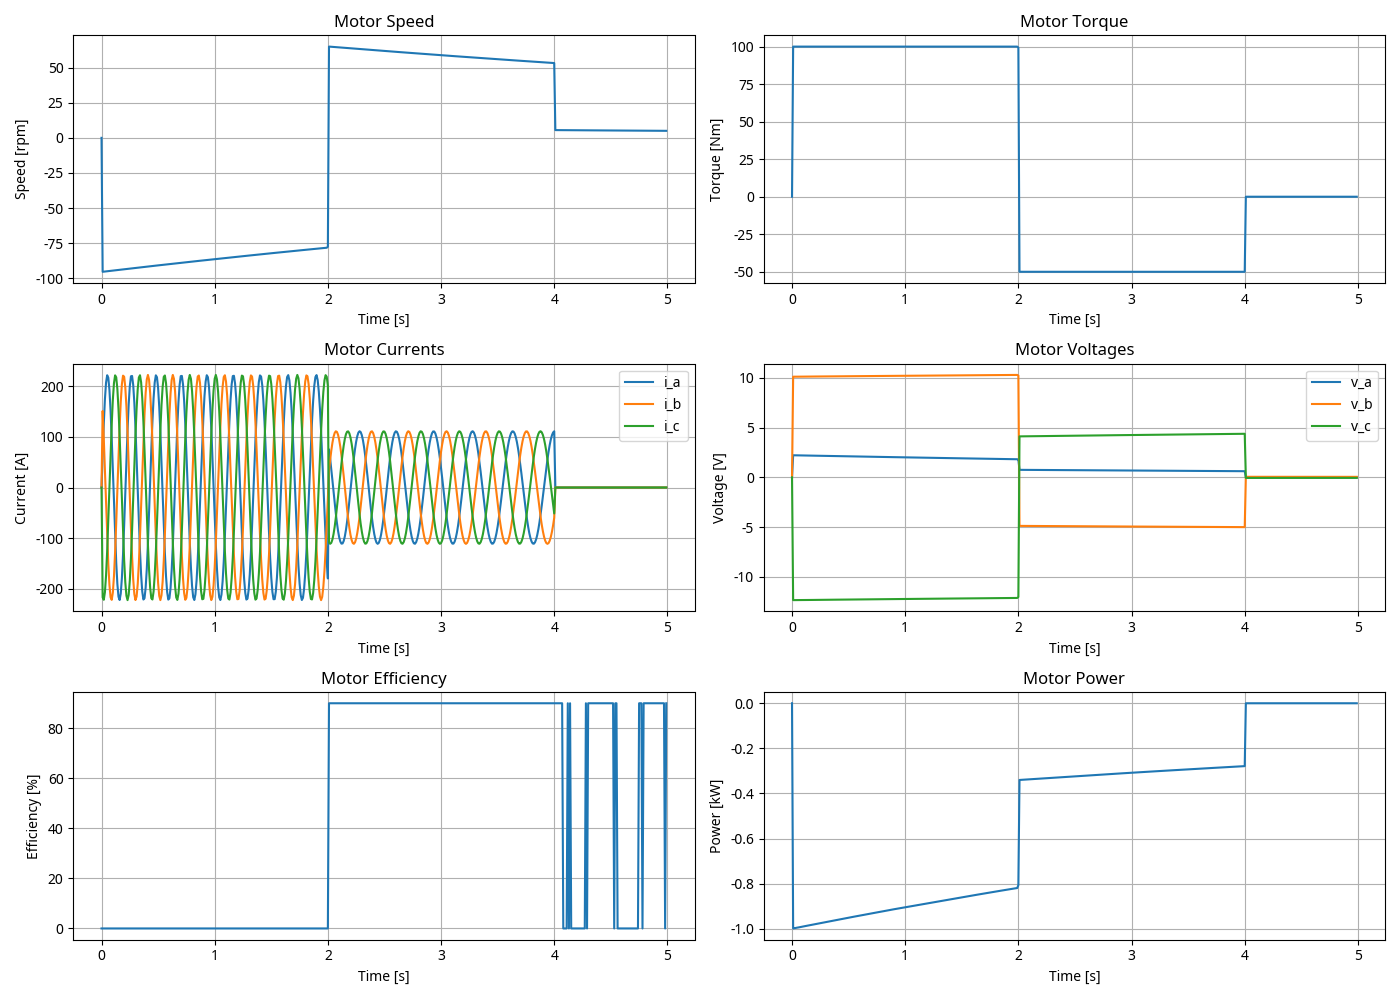 Motor Speed
Speed [rpm]
50
25
0
-25
-50
-75
-100
0 1 2 3 4 5
Time [s]
Motor Torque
Torque [Nm]
100
75
50
25
0
-25
-50
0 1 2 3 4 5
Time [s]
Motor Currents
Current [A]
200
100
0
-100
-200
i_a
i_b
i_c
0 1 2 3 4 5
Time [s]
Motor Voltages
Voltage [V]
10
5
0
-5
-10
v_a
v_b
v_c
0 1 2 3 4 5
Time [s]
Motor Efficiency
Efficiency [%]
80
60
40
20
0
0 1 2 3 4 5
Time [s]
Motor Power
Power [kW]
0.0
-0.2
-0.4
-0.6
-0.8
-1.0
0 1 2 3 4 5
Time [s]